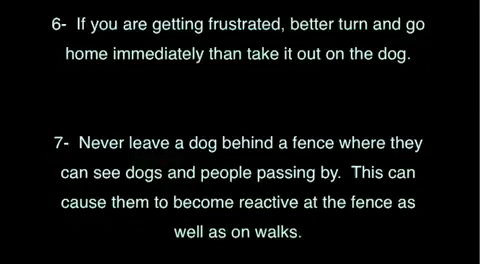 6-  If you are getting frustrated, better turn and go
home immediately than take it out on the dog.
7-  Never leave a dog behind a fence where they
can see dogs and people passing by.  This can
cause them to become reactive at the fence as
well as on walks.